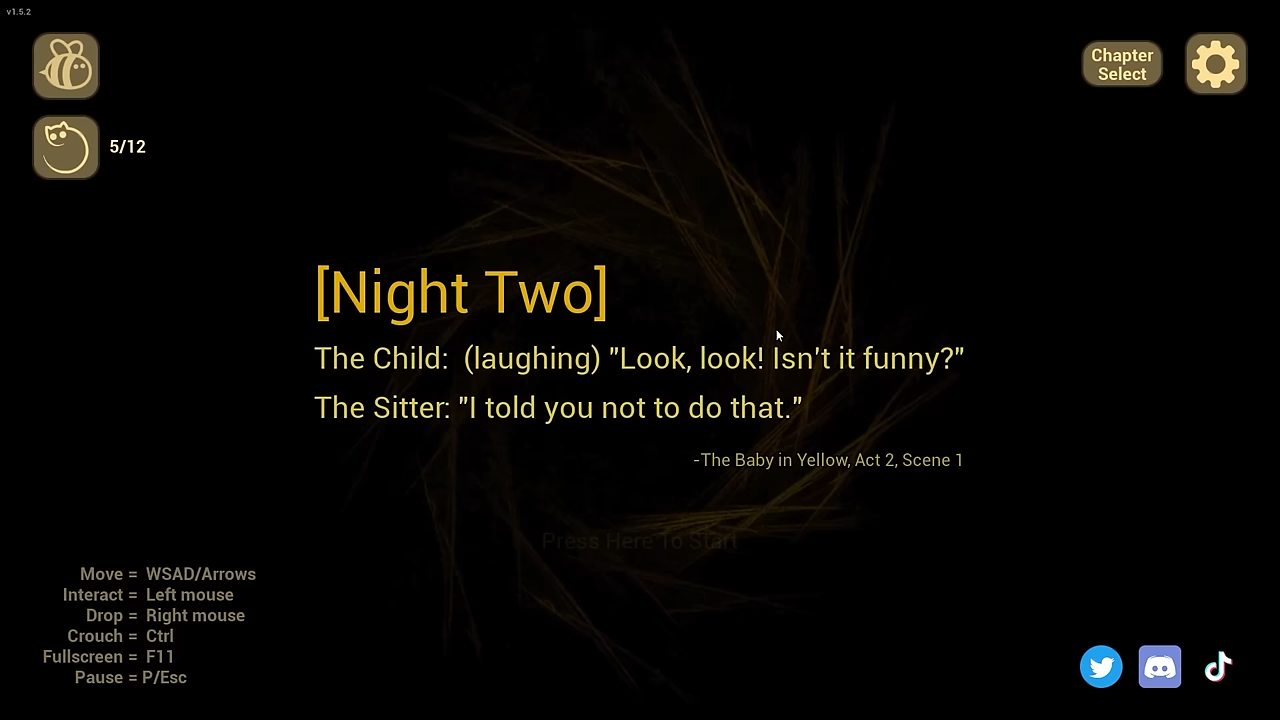 v1.5.2
Chapter
Select
5/12
[Night Two]
The Child:  (laughing) "Look, look! Isn't it funny?"
The Sitter: "I told you not to do that."
-The Baby in Yellow, Act 2, Scene 1
Press Here To Start
Move = WSAD/Arrows
Interact = Left mouse
Drop = Right mouse
Crouch = Ctrl
Fullscreen = F11
Pause = P/Esc